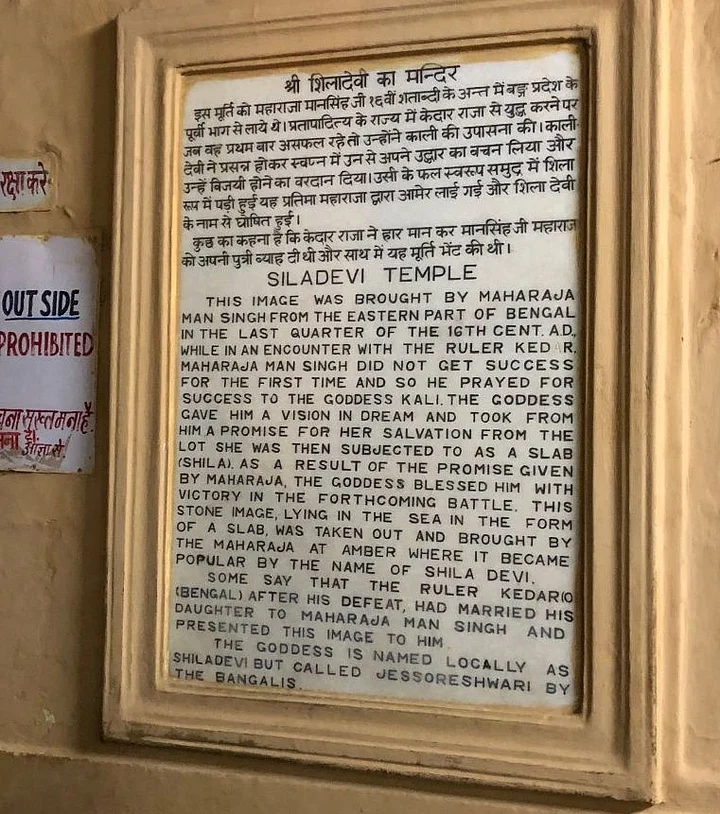 श्री शिलादेवी का मन्दिर
इस मूर्ति को महाराजा मानसिंह जी १६वीं शताब्दी के अन्त में बङ्ग प्रदेश के
पूर्वी भाग से लाये थे। प्रतापादित्य के राज्य में केदार राजा से युद्ध करने पर
जब वह प्रथम बार असफल रहे तो उन्होंने काली की उपासना की। काली
देवी ने प्रसन्न होकर स्वप्न में उन से अपने उद्धार का बचन लिया और
उन्हें विजयी होने का वरदान दिया। उसी के फल स्वरूप समुद्र में शिला
रूप में पड़ी हुई यह प्रतिमा महाराजा द्वारा आमेर लाई गई और शिला देवी
के नाम से घोषित हुई।
कुछ का कहना है कि केदार राजा ने हार मान कर मानसिंह जी महाराज
को अपनी पुत्री ब्याह दी थी और साथ में यह मूर्ति भेंट की थी।
SILADEVI TEMPLE
THIS IMAGE WAS BROUGHT BY MAHARAJA
MAN SINGH FROM THE EASTERN PART OF BENGAL
IN THE LAST QUARTER OF THE 16TH CENT. A.D.,
WHILE IN AN ENCOUNTER WITH THE RULER
MAHARAJA MAN SINGH DID NOT GET SUCCESS
FOR THE FIRST TIME AND SO HE PRAYED FOR
SUCCESS TO THE GODDESS KALI. THE GODDESS
GAVE HIM A VISION IN DREAM AND TOOK FROM
HIM A PROMISE FOR HER SALVATION FROM THE
LOT SHE WAS THEN SUBJECTED TO AS A SLAB
(SHILA). AS A RESULT OF THE PROMISE GIVEN
BY MAHARAJA, THE GODDESS BLESSED HIM WITH
VICTORY IN THE FORTHCOMING BATTLE. THIS
STONE IMAGE, LYING IN THE SEA IN THE FORM
OF A SLAB, WAS TAKEN OUT AND BROUGHT BY
THE MAHARAJA AT AMBER WHERE IT BECAME
POPULAR BY THE NAME OF SHILA DEVI.
SOME SAY THAT THE RULER KEDAR
(BENGAL) AFTER HIS DEFEAT, HAD MARRIED HIS
DAUGHTER TO MAHARAJA MAN SINGH AND
PRESENTED THIS IMAGE TO HIM.
THE GODDESS IS NAMED LOCALLY AS
SHILADEVI BUT CALLED JESSORESHWARI BY
THE BANGALIS.
रक्षा करे
OUT SIDE
PROHIBITED